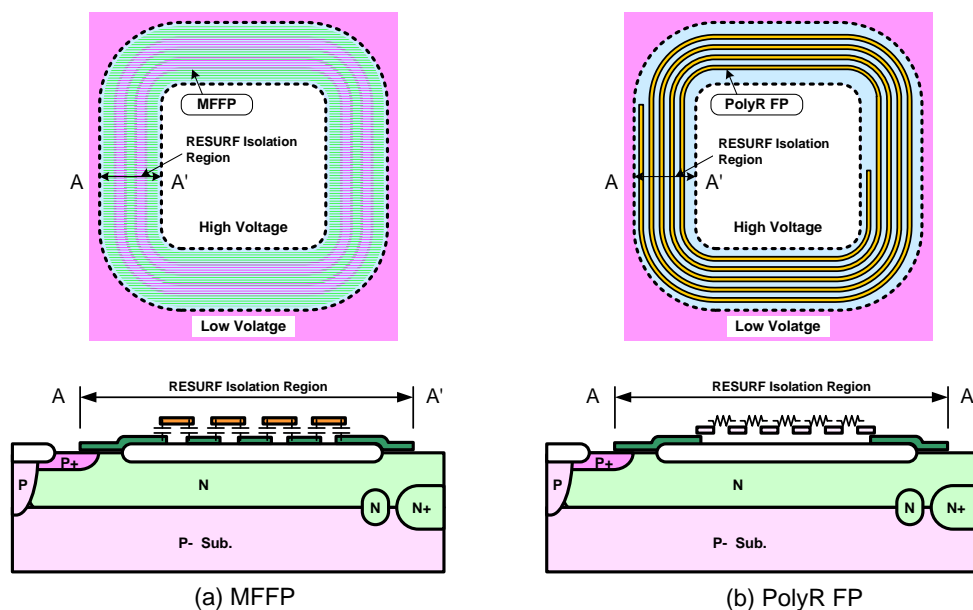 MFFP
RESURF Isolation
Region
A
A'
High Voltage
Low Volatge
A
RESURF Isolation Region
A'
P+
P
N
N
N+
P- Sub.
(a) MFFP
PolyR FP
RESURF Isolation
Region
A
A'
High Voltage
Low Volatge
A
RESURF Isolation Region
A
P+
P
N
N
N+
P- Sub.
(b) PolyR FP